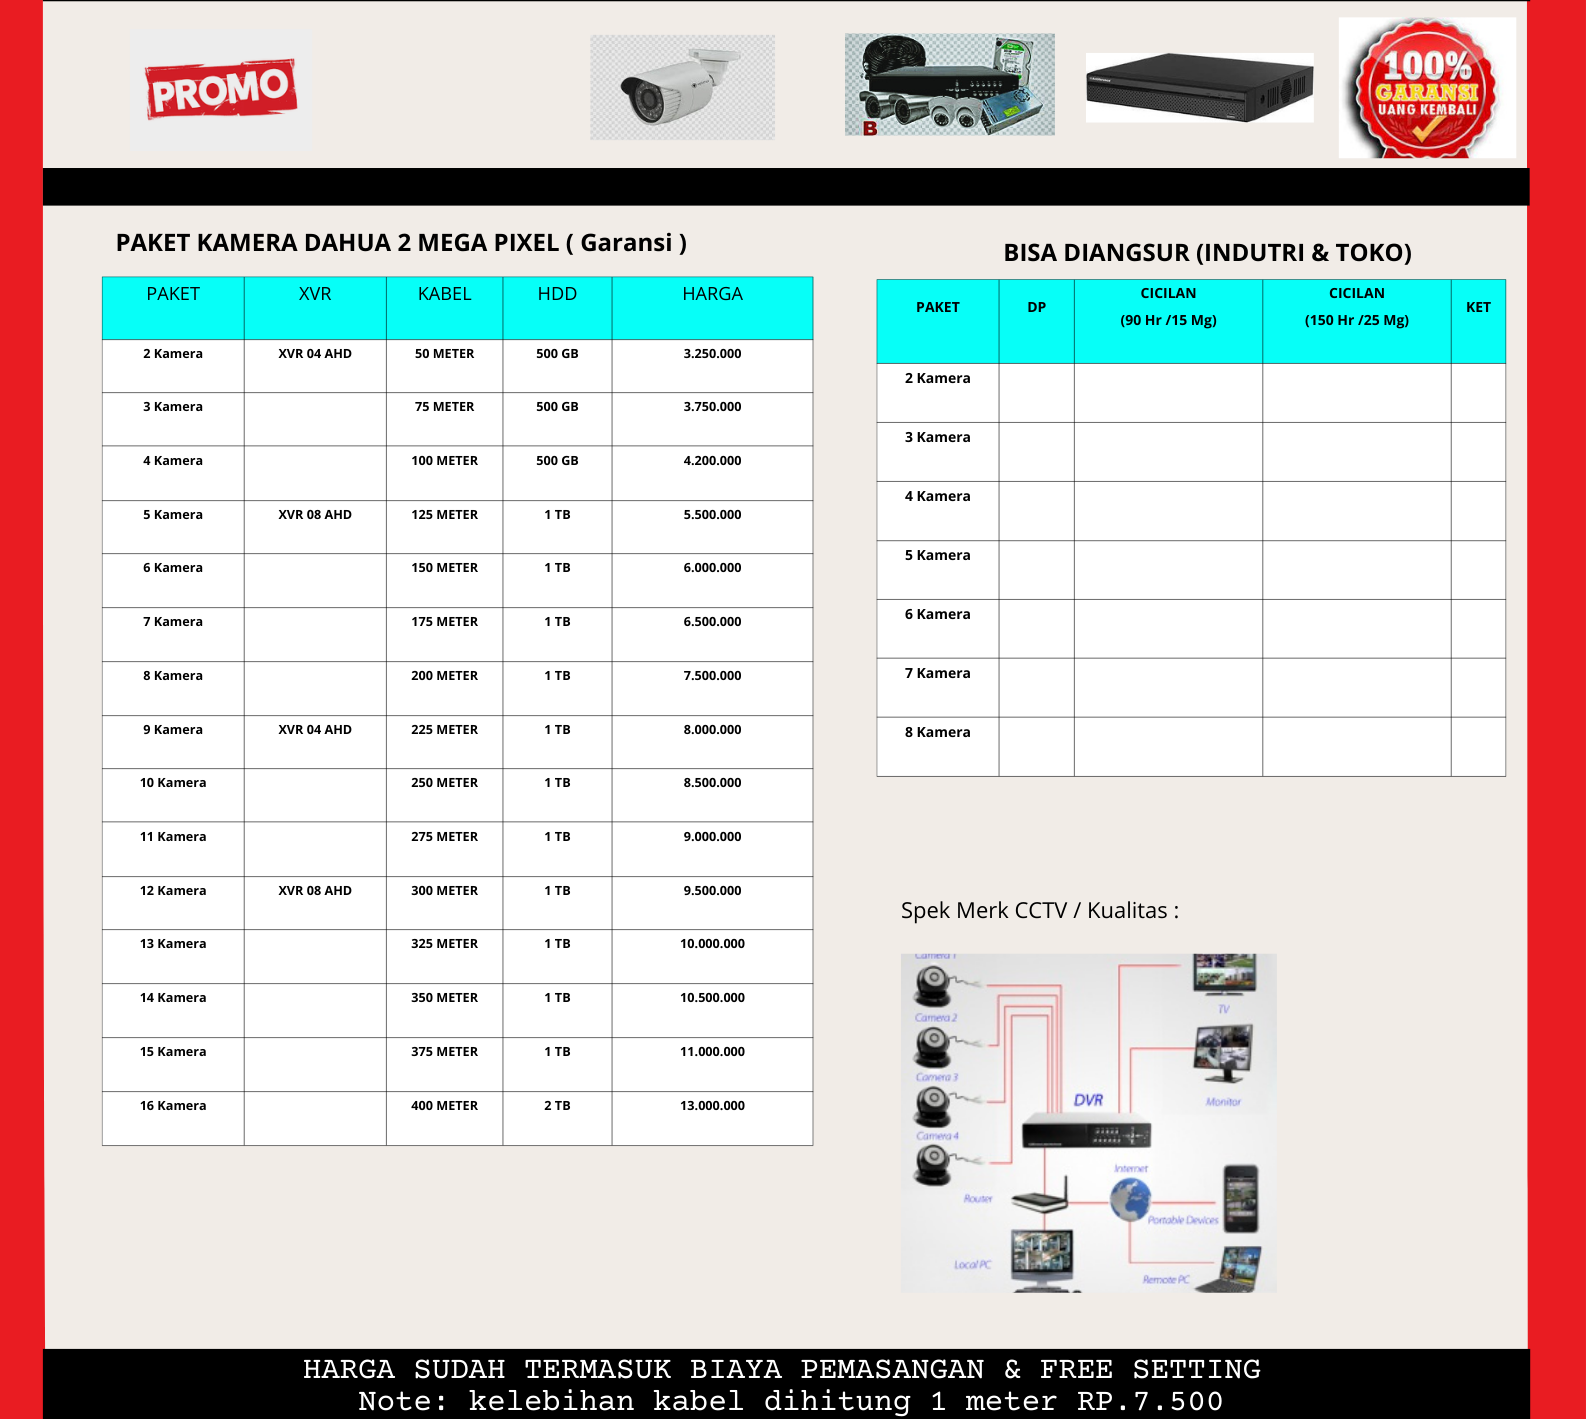 PROMO
B
100%
GARANSI
UANG KEMBALI
PAKET KAMERA DAHUA 2 MEGA PIXEL ( Garansi )
PAKET XVR KABEL HDD HARGA
2 Kamera XVR 04 AHD 50 METER 500 GB 3.250.000
3 Kamera 75 METER 500 GB 3.750.000
4 Kamera 100 METER 500 GB 4.200.000
5 Kamera XVR 08 AHD 125 METER 1 TB 5.500.000
6 Kamera 150 METER 1 TB 6.000.000
7 Kamera 175 METER 1 TB 6.500.000
8 Kamera 200 METER 1 TB 7.500.000
9 Kamera XVR 04 AHD 225 METER 1 TB 8.000.000
10 Kamera 250 METER 1 TB 8.500.000
11 Kamera 275 METER 1 TB 9.000.000
12 Kamera XVR 08 AHD 300 METER 1 TB 9.500.000
13 Kamera 325 METER 1 TB 10.000.000
14 Kamera 350 METER 1 TB 10.500.000
15 Kamera 375 METER 1 TB 11.000.000
16 Kamera 400 METER 2 TB 13.000.000
BISA DIANGSUR (INDUTRI & TOKO)
PAKET DP CICILAN (90 Hr /15 Mg) CICILAN (150 Hr /25 Mg) KET
2 Kamera
3 Kamera
4 Kamera
5 Kamera
6 Kamera
7 Kamera
8 Kamera
Spek Merk CCTV / Kualitas :
Camera 1
TV
Camera 2
Camera 3
Monitor
DVR
Camera 4
Internet
Router
Portable Devices
Local PC
Remote PC
HARGA SUDAH TERMASUK BIAYA PEMASANGAN & FREE SETTING
Note: kelebihan kabel dihitung 1 meter RP.7.500